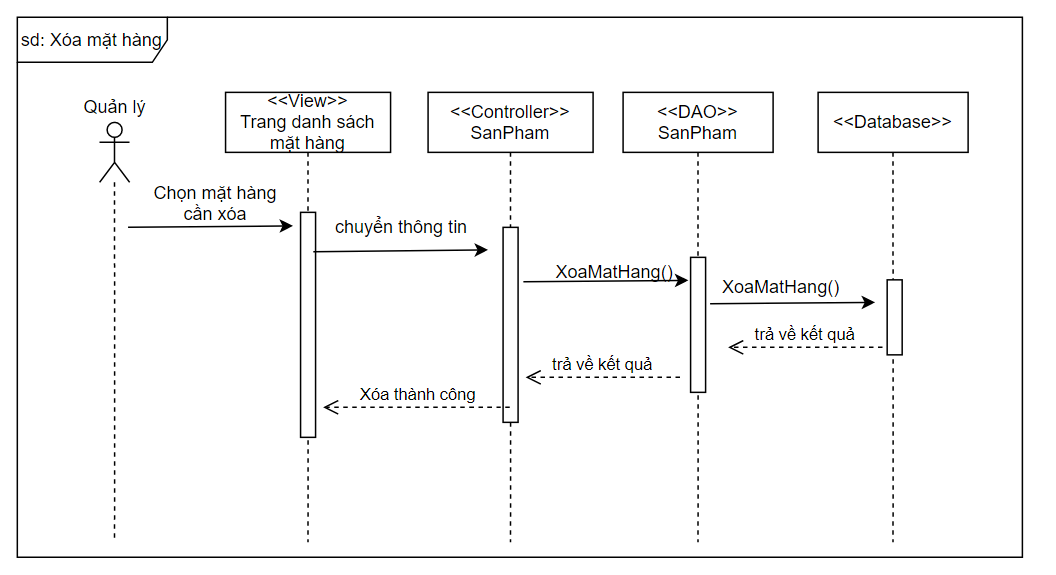 sd: Xóa mặt hàng
Quản lý
<<View>>
Trang danh sách
mặt hàng
<<Controller>>
SanPham
<<DAO>>
SanPham
<<Database>>
Chọn mặt hàng
cần xóa
chuyển thông tin
XoaMatHang()
XoaMatHang()
trả về kết quả
trả về kết quả
Xóa thành công